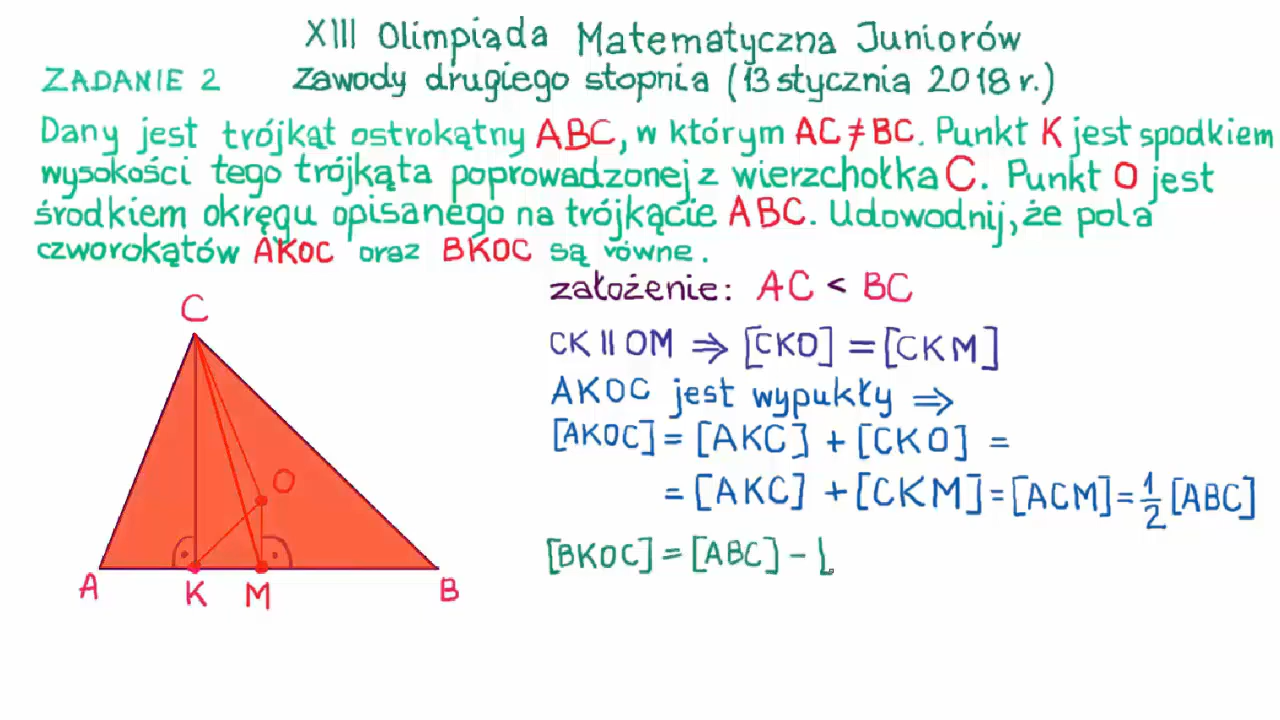 XIII Olimpiada Matematyczna Juniorów
ZADANIE 2 Zawody drugiego stopnia (13 stycznia 2018 r.)
Dany jest trójkąt ostrokątny ABC, w którym AC ≠ BC. Punkt K jest spodkiem
wysokości tego trójkąta poprowadzonej z wierzchołka C. Punkt O jest
środkiem okręgu opisanego na trójkącie ABC. Udowodnij, że pola
czworokątów AKOC oraz BKOC są równe.
założenie: AC < BC
CK || OM ⇒ [CKO] = [CKM]
AKOC jest wypukły ⇒
[AKOC] = [AKC] + [CKO] =
= [AKC] + [CKM] = [ACM] = 1/2 [ABC]
[BKOC] = [ABC] - [
C
O
A
K
M
B